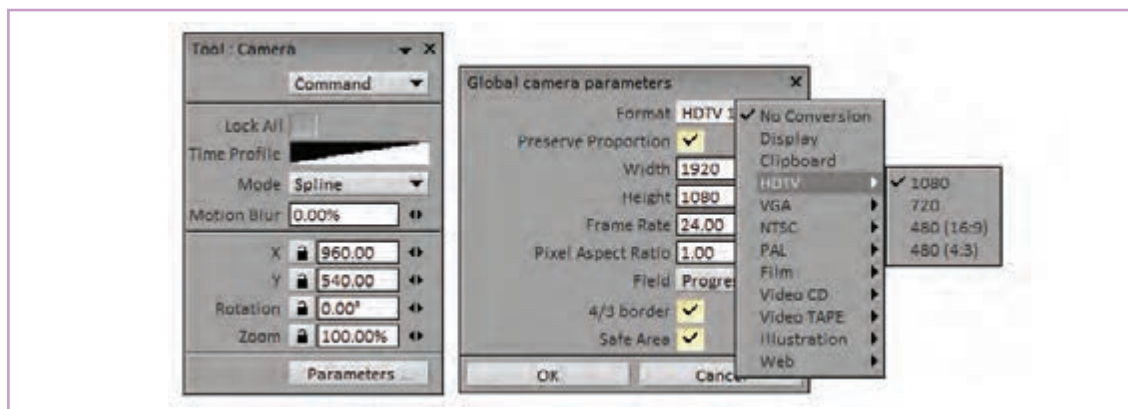 Tool : Camera
Command
Lock All
Time Profile
Mode Spline
Motion Blur 0.00%
X 960.00
Y 540.00
Rotation 0.00°
Zoom 100.00%
Parameters ...
Global camera parameters
Format HDTV 1
Preserve Proportion
Width 1920
Height 1080
Frame Rate 24.00
Pixel Aspect Ratio 1.00
Field Progre
4/3 border
Safe Area
OK Cancel
No Conversion
Display
Clipboard
HDTV
VGA
NTSC
PAL
Film
Video CD
Video TAPE
Illustration
Web
1080
720
480 (16:9)
480 (4:3)